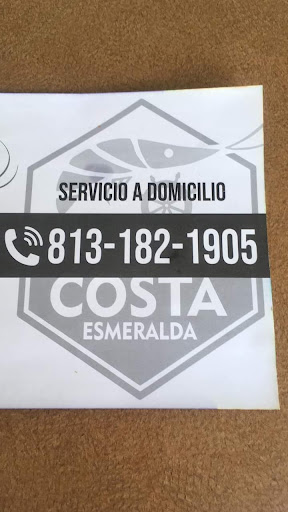 SERVICIO A DOMICILIO
813-182-1905
COSTA
ESMERALDA